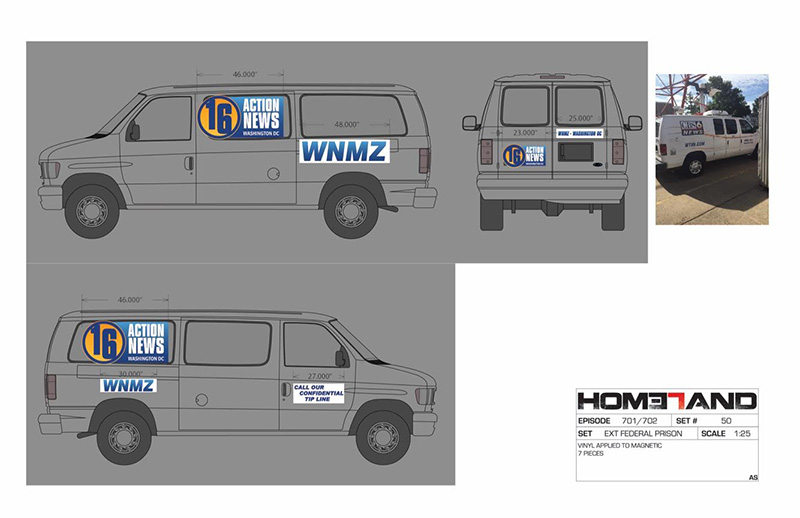 46.000"
16
ACTION
NEWS
WASHINGTON DC
48.000"
WNMZ
25.000"
23.000"
WNMZ - WASHINGTON DC
16
ACTION
NEWS
WASHINGTON DC
NEWS
46.000"
16
ACTION
NEWS
WASHINGTON DC
30.000"
WNMZ
27.000"
CALL OUR
CONFIDENTIAL
TIP LINE
HOMELAND
EPISODE 701/702 SET # 50
SET EXT FEDERAL PRISON SCALE 1:25
VINYL APPLIED TO MAGNETIC
7 PIECES
AS